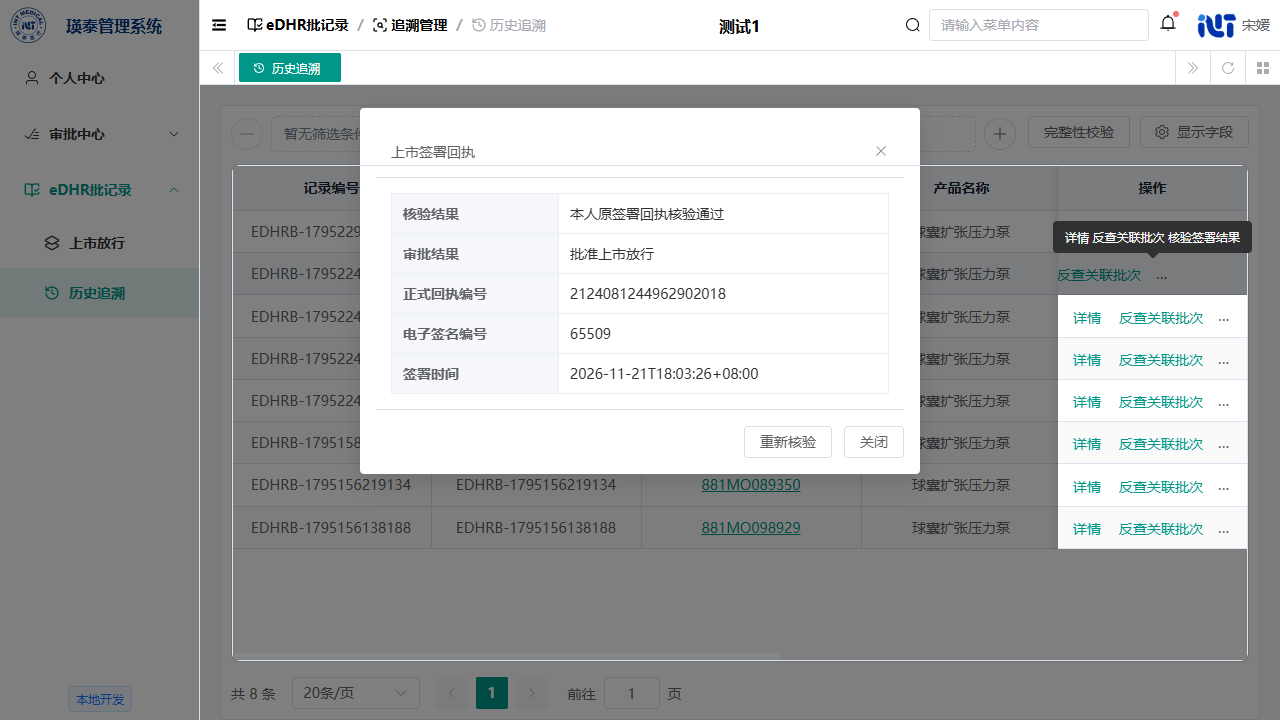 瑛泰管理系统
eDHR批记录 / 追溯管理 / 历史追溯
测试1
请输入菜单内容
宋媛
个人中心
审批中心
eDHR批记录
上市放行
历史追溯
本地开发
历史追溯
暂无筛选条
完整性校验
显示字段
记录编号
产品名称
操作
EDHRB-1795229
球囊扩张压力泵
详情 反查关联批次 核验签署结果
EDHRB-1795224
球囊扩张压力泵
反查关联批次 ...
EDHRB-1795224
球囊扩张压力泵
详情 反查关联批次 ...
EDHRB-1795224
球囊扩张压力泵
详情 反查关联批次 ...
EDHRB-1795224
球囊扩张压力泵
详情 反查关联批次 ...
EDHRB-1795158
球囊扩张压力泵
详情 反查关联批次 ...
EDHRB-1795156219134 EDHRB-1795156219134 881MO089350 球囊扩张压力泵 详情 反查关联批次 ...
EDHRB-1795156138188 EDHRB-1795156138188 881MO098929 球囊扩张压力泵 详情 反查关联批次 ...
上市签署回执
核验结果 本人原签署回执核验通过
审批结果 批准上市放行
正式回执编号 2124081244962902018
电子签名编号 65509
签署时间 2026-11-21T18:03:26+08:00
重新核验 关闭
共 8 条 20条/页 1 前往 1 页